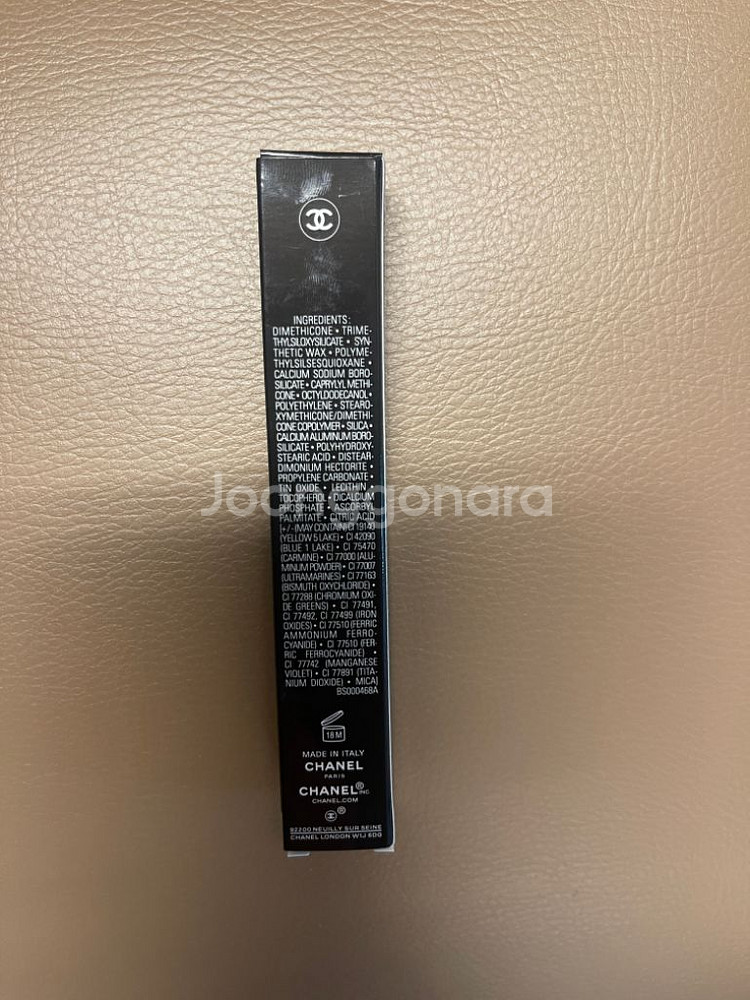 INGREDIENTS:
DIMETHICONE • TRIME-
THYLSILOXYSILICATE • SYN-
THETIC WAX • POLYME-
THYLSILSESQUIOXANE •
CALCIUM SODIUM BORO-
SILICATE • CAPRYLYL METHI-
CONE • OCTYLDODECANOL •
POLYETHYLENE • STEARO-
XYMETHICONE/DIMETHI-
CONE COPOLYMER • SILICA •
CALCIUM ALUMINUM BORO-
SILICATE • POLYHYDROXY-
STEARIC ACID • DISTEAR-
DIMONIUM HECTORITE •
PROPYLENE CARBONATE •
TIN OXIDE • LECITHIN •
Joonggonara
TOCOPHEROL • DICALCIUM
PHOSPHATE • ASCORBYL
PALMITATE • CITRIC ACID
[+/- (MAY CONTAIN) CI 19140
(YELLOW 5 LAKE) • CI 42090
(BLUE 1 LAKE) • CI 75470
(CARMINE) • CI 77000 (ALU-
MINUM POWDER) • CI 77007
(ULTRAMARINES) • CI 77163
(BISMUTH OXYCHLORIDE) •
CI 77288 (CHROMIUM OXI-
DE GREENS) • CI 77491,
CI 77492, CI 77499 (IRON
OXIDES) • CI 77510 (FERRIC
AMMONIUM FERRO-
CYANIDE) • CI 77510 (FER-
RIC FERROCYANIDE) •
CI 77742 (MANGANESE
VIOLET) • CI 77891 (TITA-
NIUM DIOXIDE) • MICA]
BS000468A
18 M
MADE IN ITALY
CHANEL
PARIS
CHANEL® INC.
CHANEL.COM
®
92200 NEUILLY SUR SEINE
CHANEL LONDON W1J 6DG